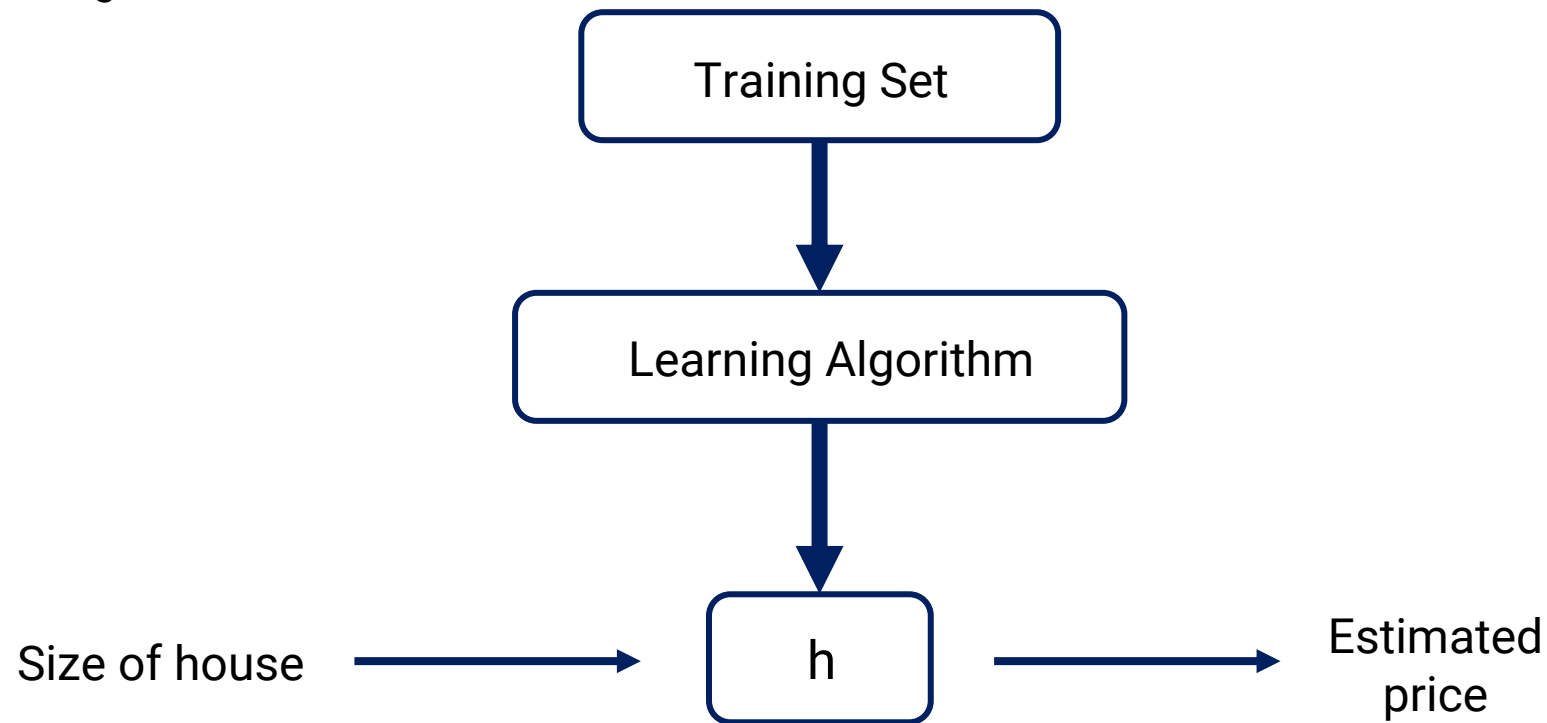 Training Set
Learning Algorithm
Size of house
h
Estimated
price